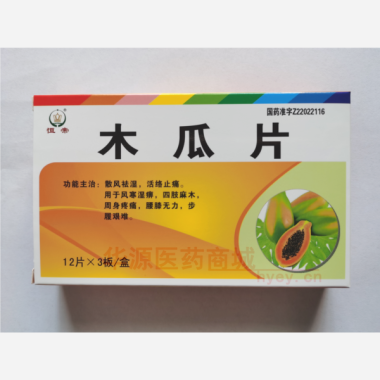 国药准字Z22022116
恒帝
木瓜片
功能主治：散风祛湿，活络止痛。
用于风寒湿痹，四肢麻木，
周身疼痛，腰膝无力，步
履艰难。
华源医药商城
hyey.cn
12片×3板/盒